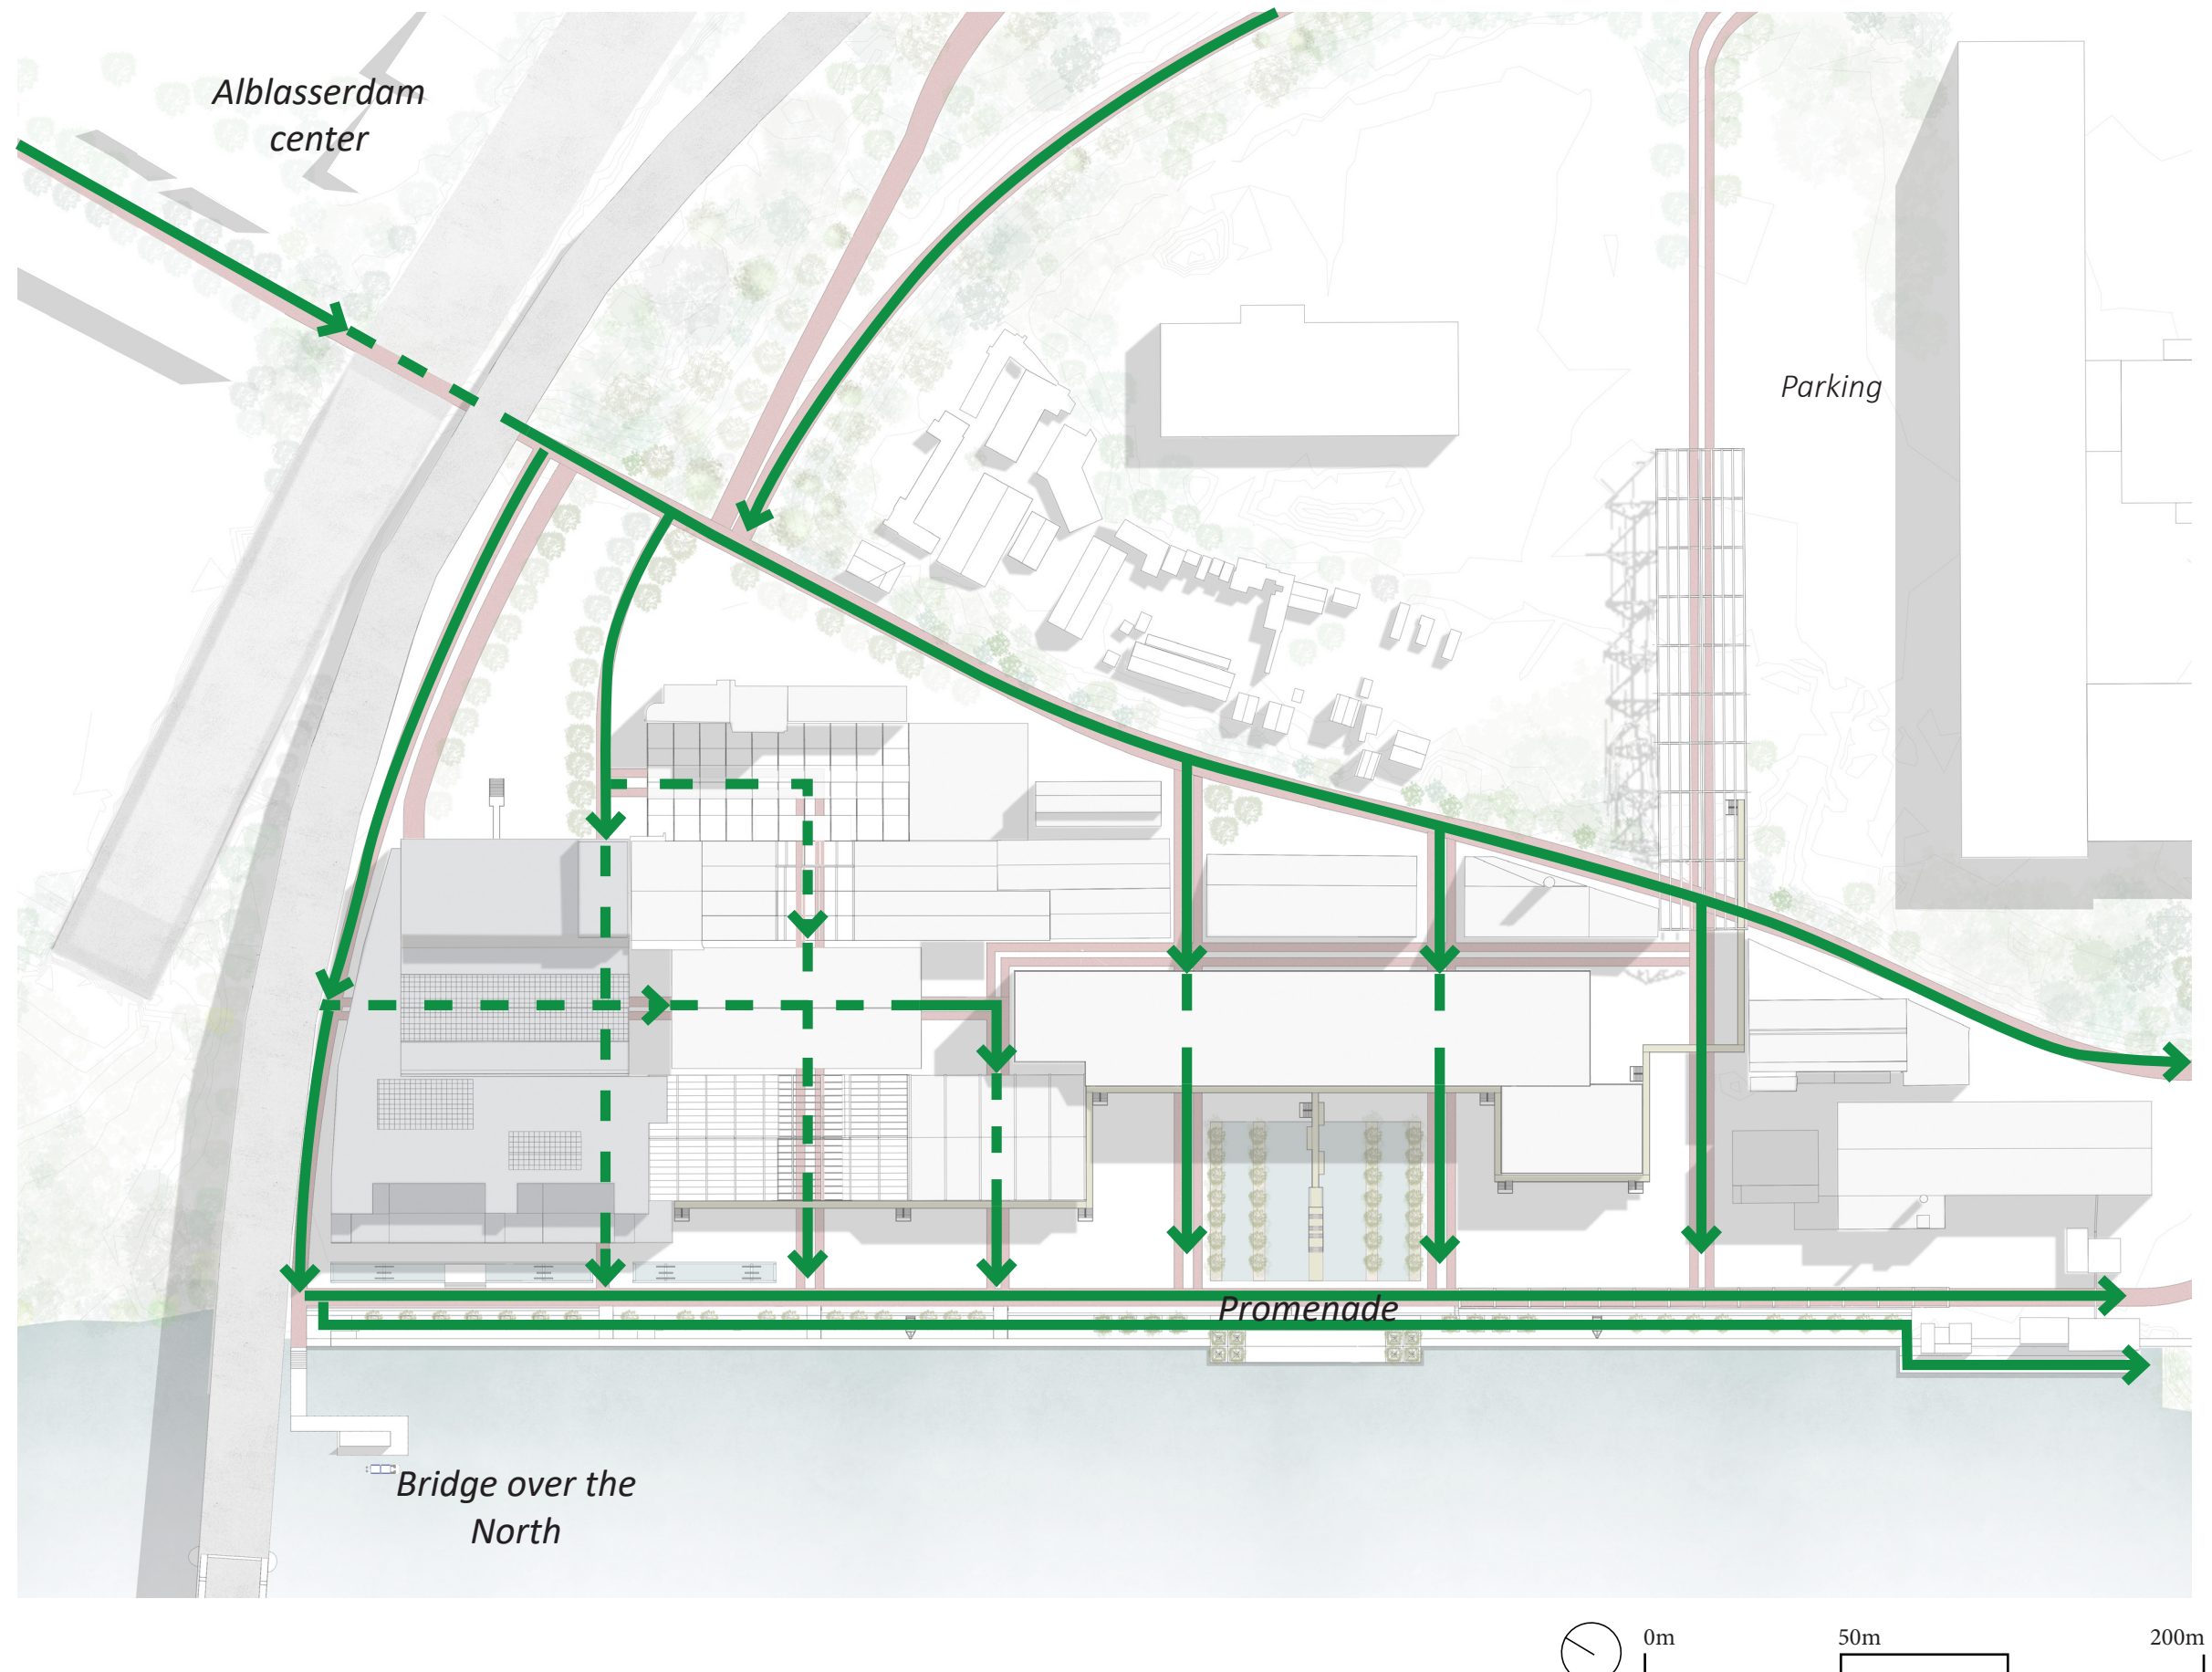 Alblasserdam
center
Parking
Promenade
Bridge over the
North
0m 50m 200m